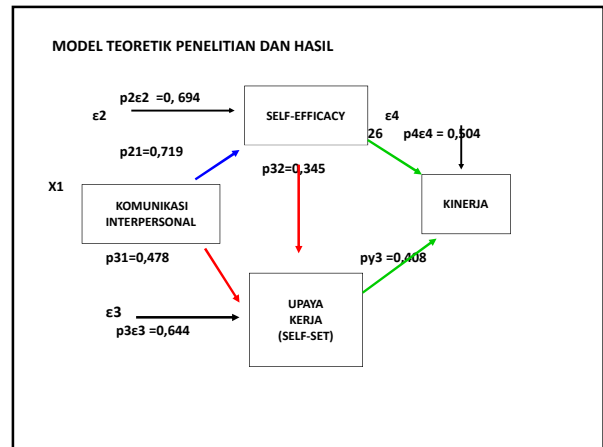 MODEL TEORETIK PENELITIAN DAN HASIL
p2ε2 =0, 694
ε2
SELF-EFFICACY
ε4
26
p4ε4 = 0,504
p21=0,719
p32=0,345
X1
KOMUNIKASI
INTERPERSONAL
KINERJA
p31=0,478
py3=0,408
ε3
p3ε3 =0,644
UPAYA
KERJA
(SELF-SET)